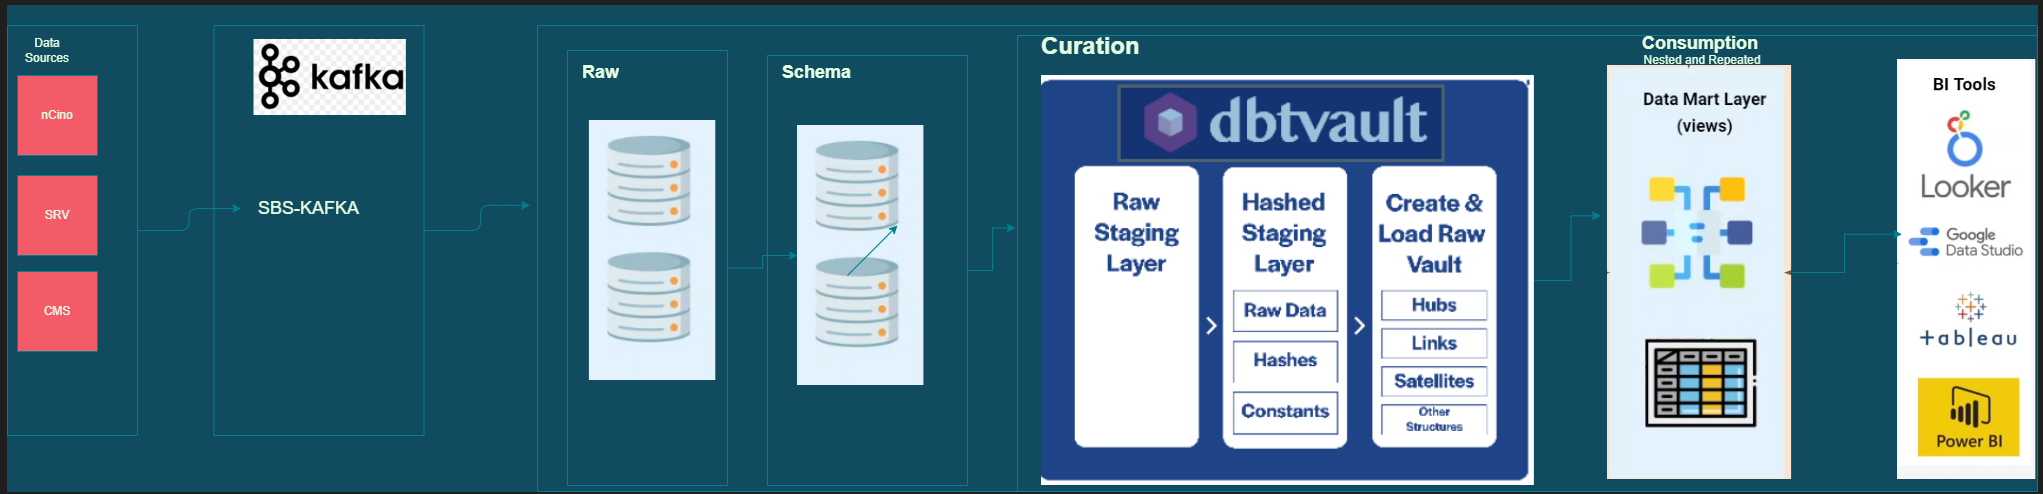 Data
Sources
nCino
SRV
CMS
kafka
SBS-KAFKA
Raw
Schema
Curation
dbtvault
Raw
Staging
Layer
Hashed
Staging
Layer
Raw Data
Hashes
Constants
Create &
Load Raw
Vault
Hubs
Links
Satellites
Other
Structures
Consumption
Nested and Repeated
Data Mart Layer
(views)
BI Tools
Looker
Google
Data Studio
+ableau
Power BI